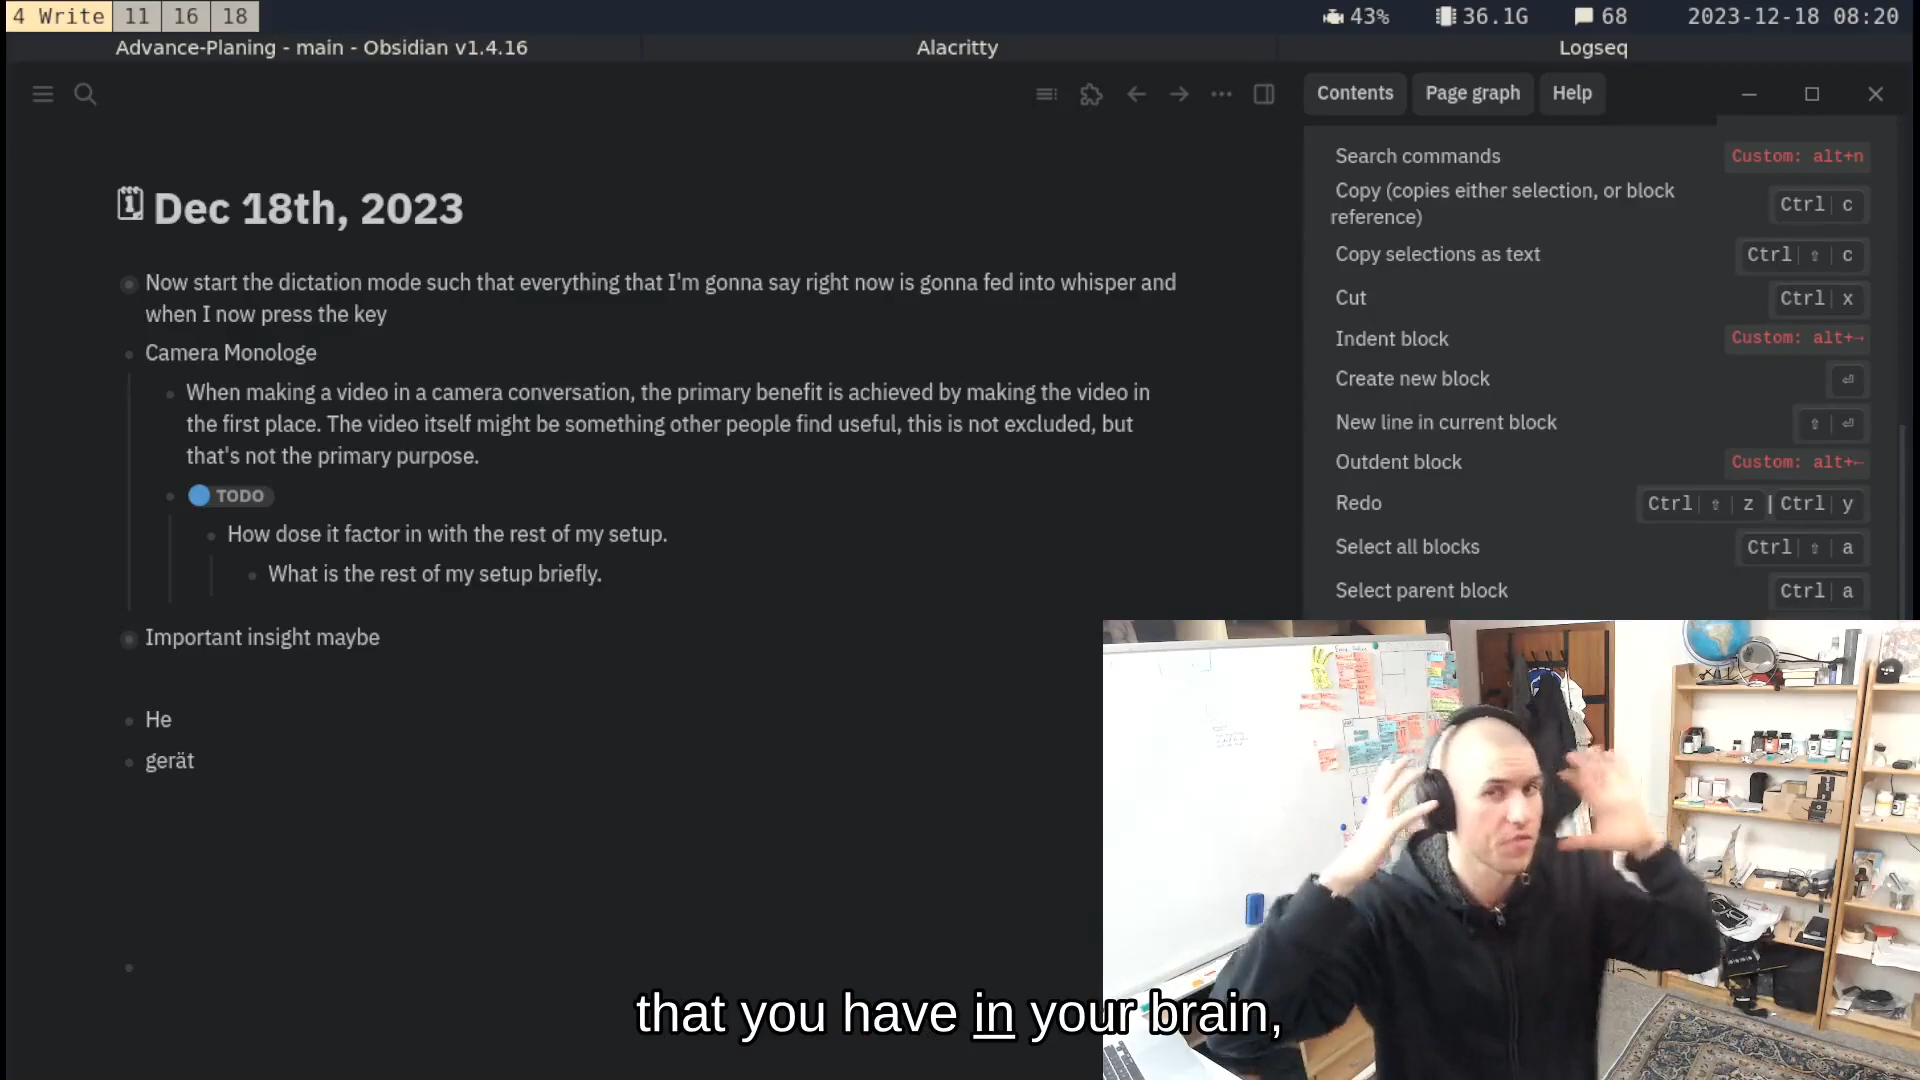 4 Write 11 16 18
43% 36.1G 68 2023-12-18 08:20
Advance-Planing - main - Obsidian v1.4.16
Alacritty
Logseq
Contents Page graph Help
Dec 18th, 2023
Now start the dictation mode such that everything that I'm gonna say right now is gonna fed into whisper and
when I now press the key
Camera Monologe
When making a video in a camera conversation, the primary benefit is achieved by making the video in
the first place. The video itself might be something other people find useful, this is not excluded, but
that's not the primary purpose.
TODO
How dose it factor in with the rest of my setup.
What is the rest of my setup briefly.
Important insight maybe
He
gerät
Search commands Custom: alt+n
Copy (copies either selection, or block
reference) Ctrl c
Copy selections as text Ctrl ⇧ c
Cut Ctrl x
Indent block Custom: alt+→
Create new block ⏎
New line in current block ⇧ ⏎
Outdent block Custom: alt+←
Redo Ctrl ⇧ z | Ctrl y
Select all blocks Ctrl ⇧ a
Select parent block Ctrl a
that you have in your brain,